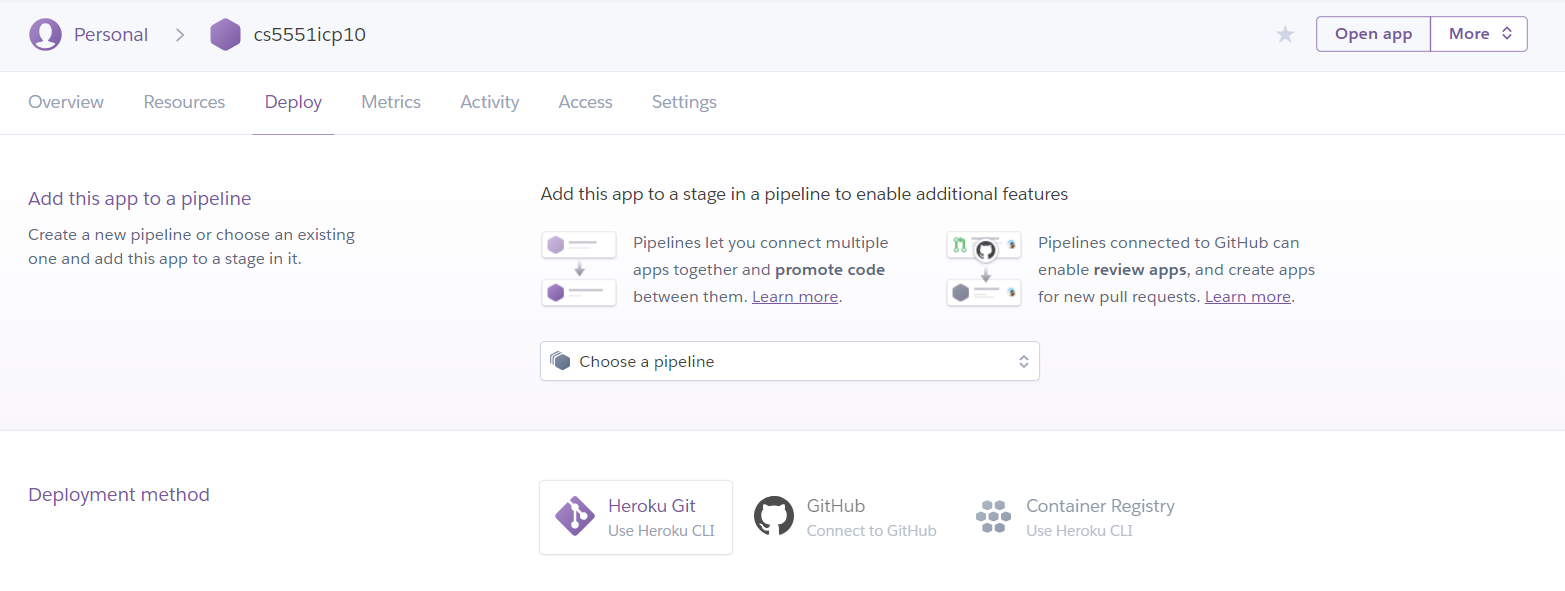 Personal
cs5551icp10
Open app
More
Overview
Resources
Deploy
Metrics
Activity
Access
Settings
Add this app to a pipeline
Create a new pipeline or choose an existing
one and add this app to a stage in it.
Add this app to a stage in a pipeline to enable additional features
Pipelines let you connect multiple
apps together and promote code
between them. Learn more.
Pipelines connected to GitHub can
enable review apps, and create apps
for new pull requests. Learn more.
Choose a pipeline
Deployment method
Heroku Git
Use Heroku CLI
GitHub
Connect to GitHub
Container Registry
Use Heroku CLI